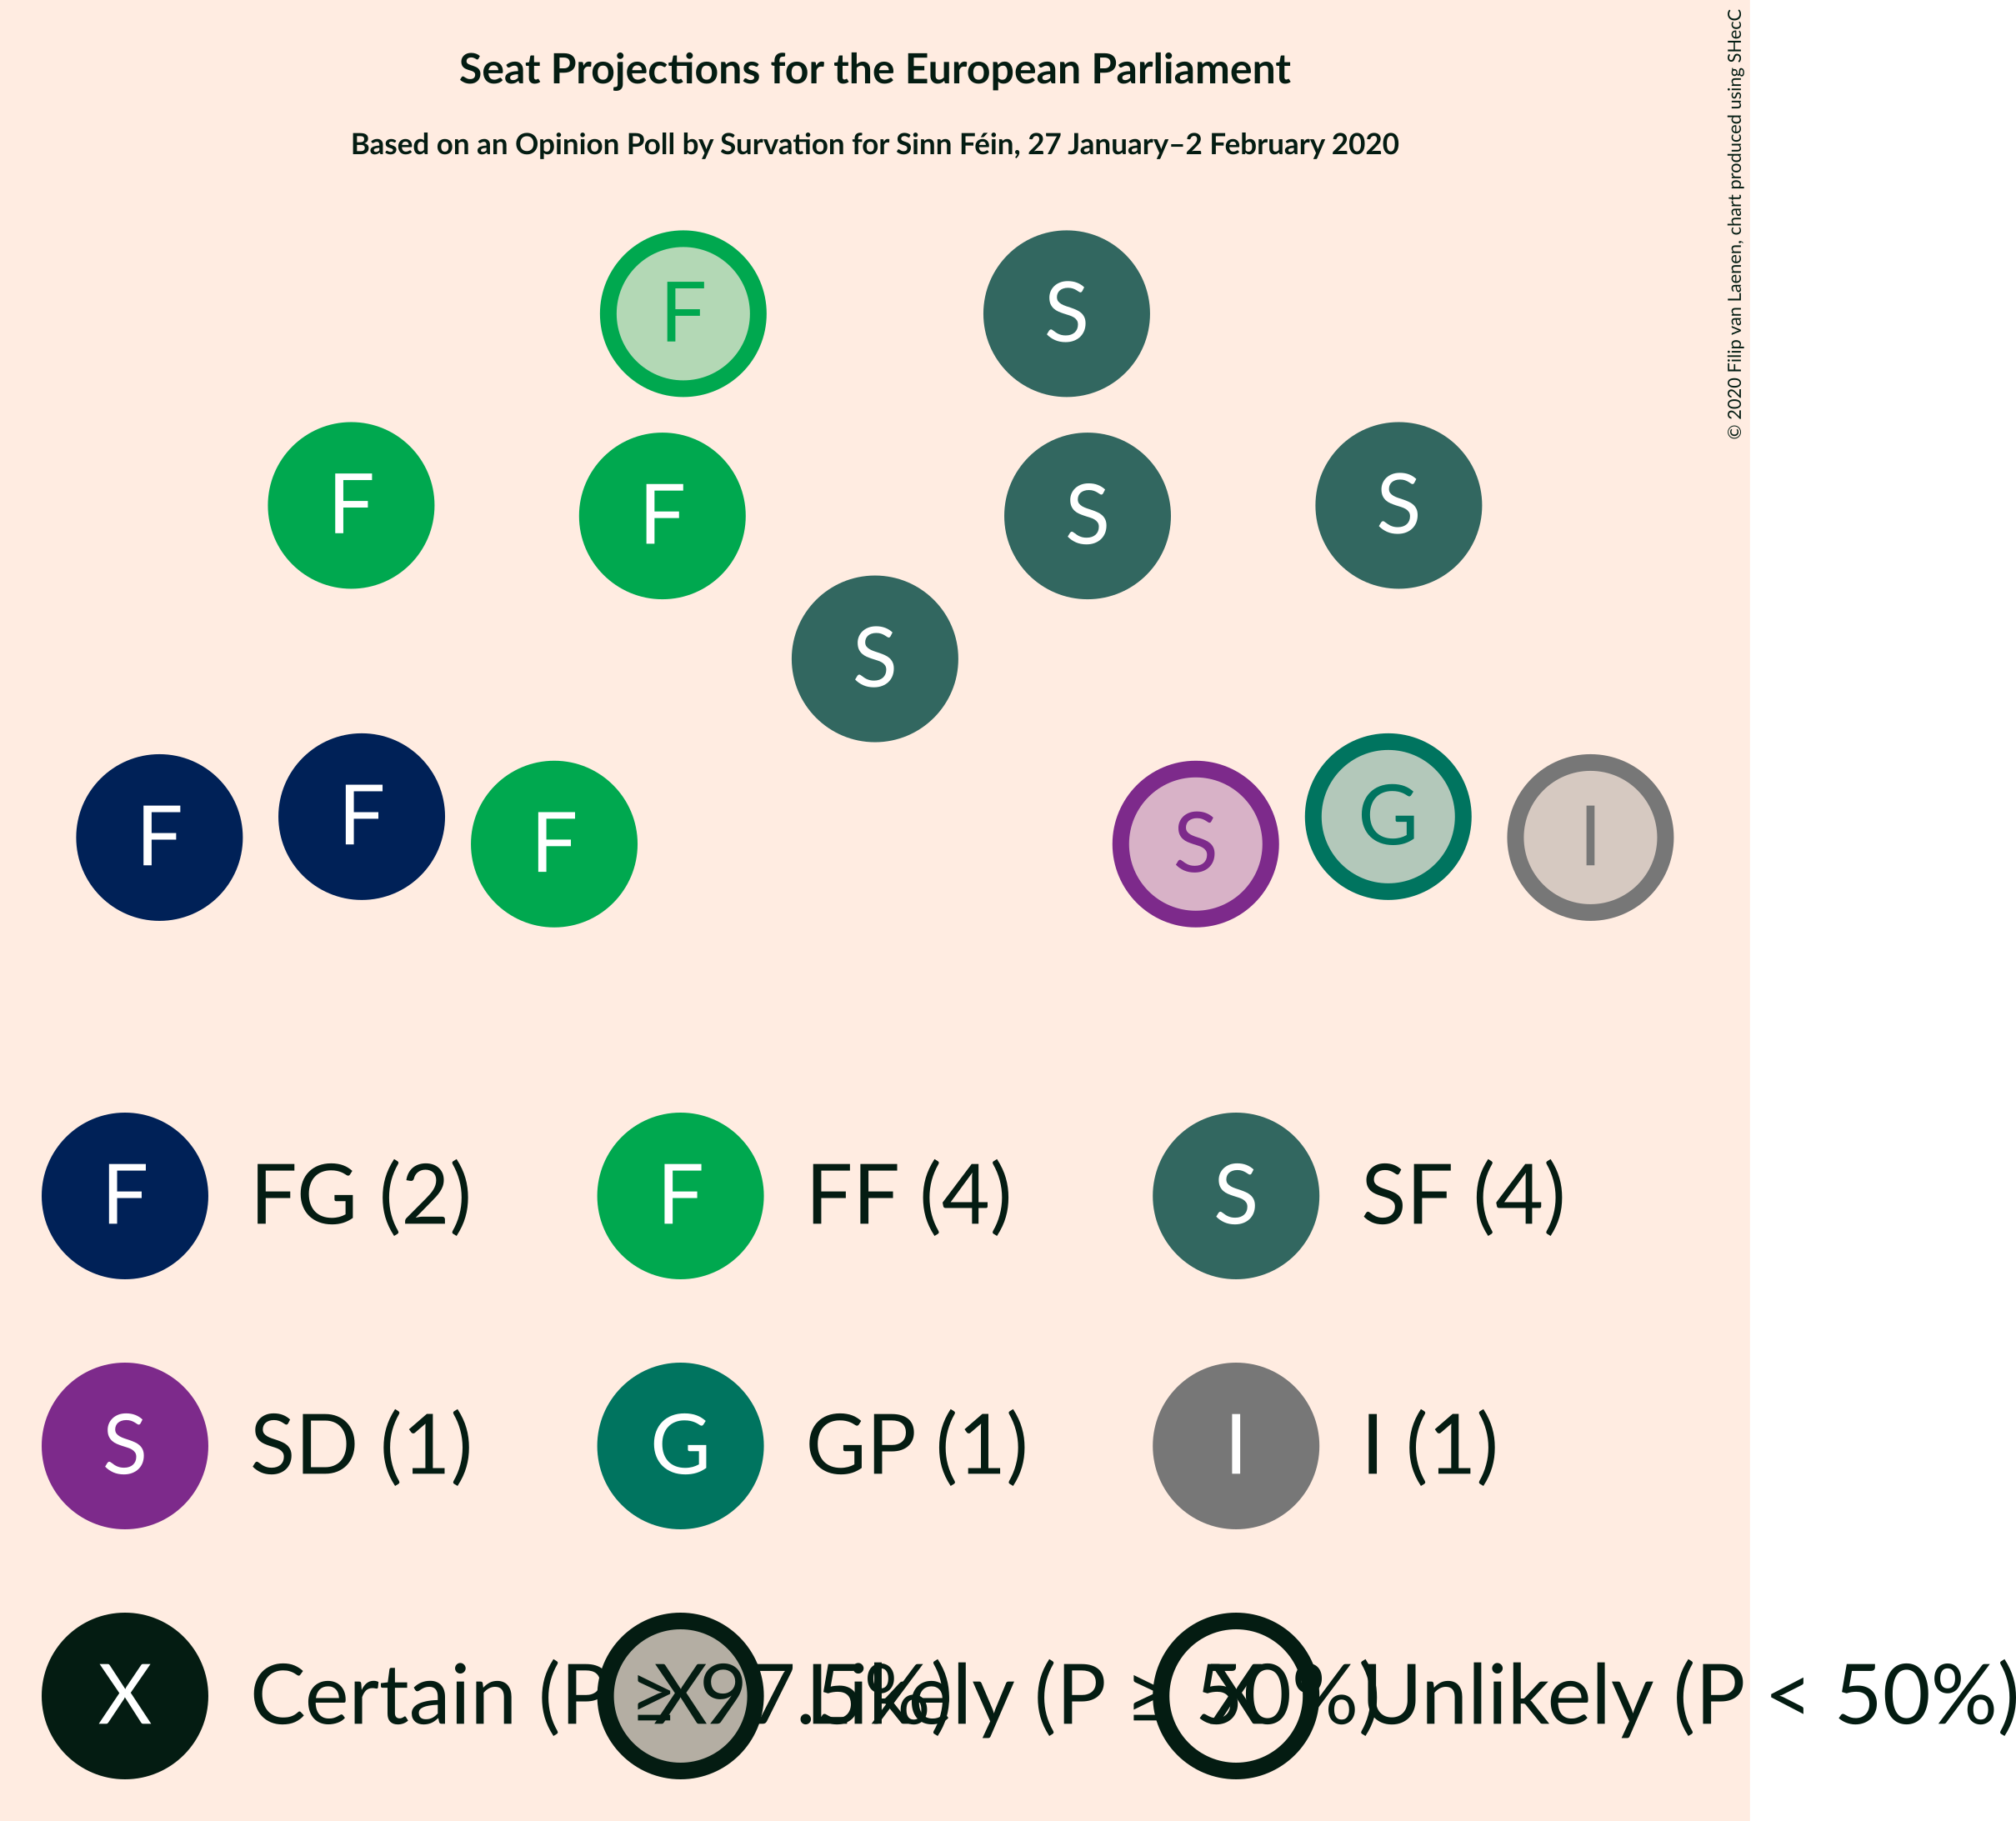 Seat Projections for the European Parliament
Based on an Opinion Poll by Survation for Sinn Féin, 27 January–2 February 2020
© 2020 Filip van Laenen, chart produced using SHecC
F
S
F
F
S
S
S
F
F
F
S
G
I
F FG (2)
F FF (4)
S SF (4)
S SD (1)
G GP (1)
I I (1)
X Certain (P ≥ 97.5%)
X Likely (P ≥ 50%)
X Unlikely (P < 50%)